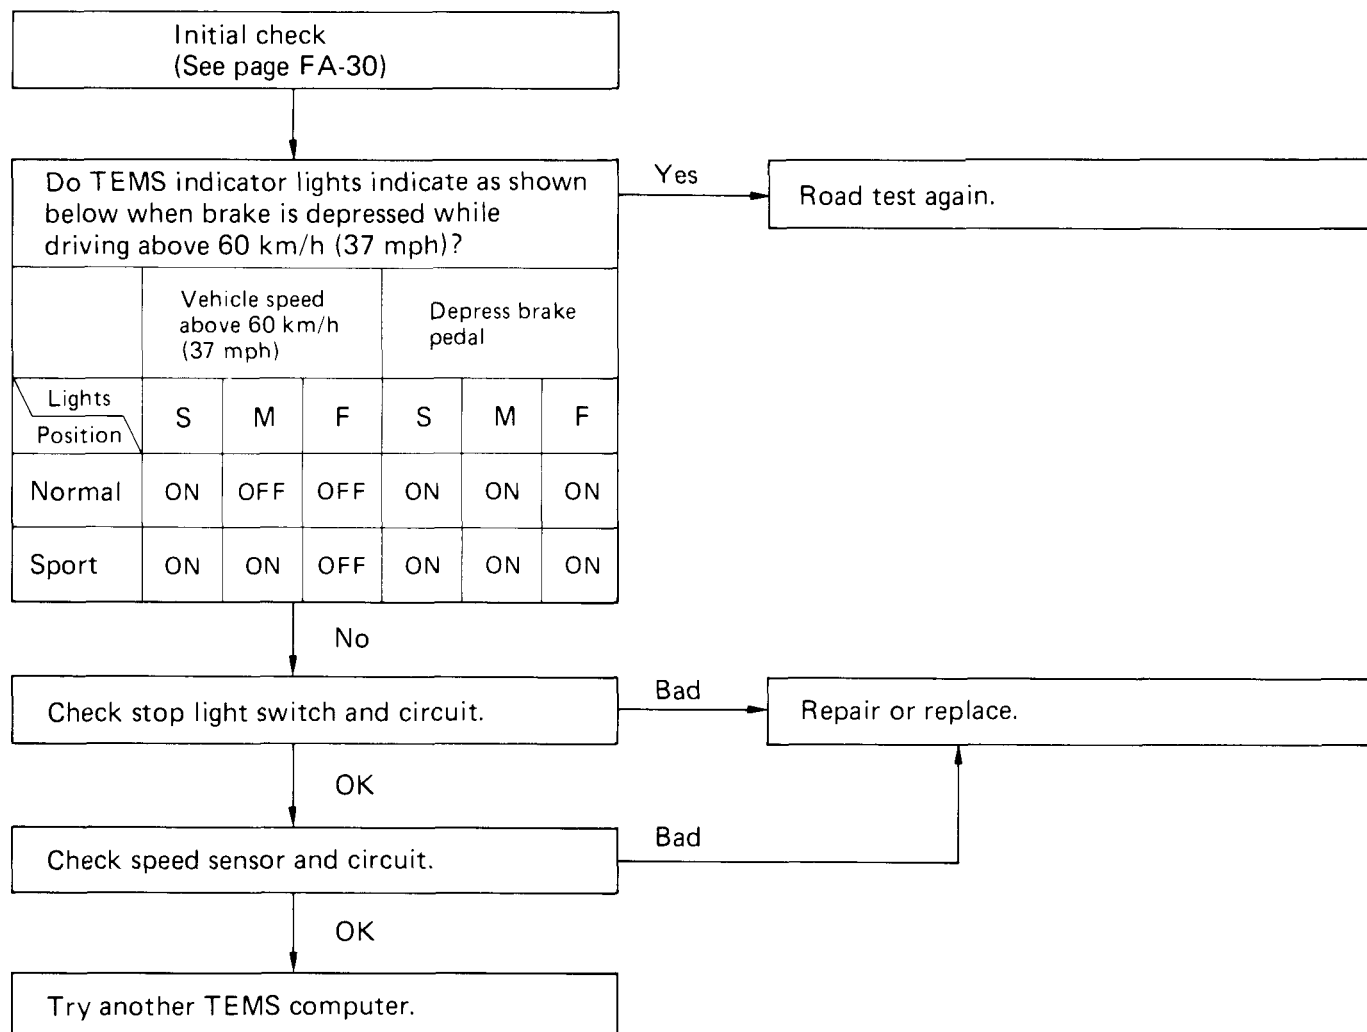 Initial check
(See page FA-30)
Do TEMS indicator lights indicate as shown
below when brake is depressed while
driving above 60 km/h (37 mph)?
Yes
Road test again.
Vehicle speed
above 60 km/h
(37 mph)
Depress brake
pedal
Lights
Position
S M F S M F
Normal ON OFF OFF ON ON ON
Sport ON ON OFF ON ON ON
No
Check stop light switch and circuit.
Bad
Repair or replace.
OK
Check speed sensor and circuit.
Bad
OK
Try another TEMS computer.